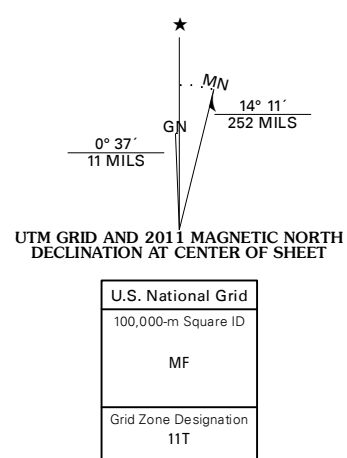 MN
14° 11´
252 MILS
GN
0° 37´
11 MILS
UTM GRID AND 2011 MAGNETIC NORTH
DECLINATION AT CENTER OF SHEET
U.S. National Grid
100,000-m Square ID
MF
Grid Zone Designation
11T